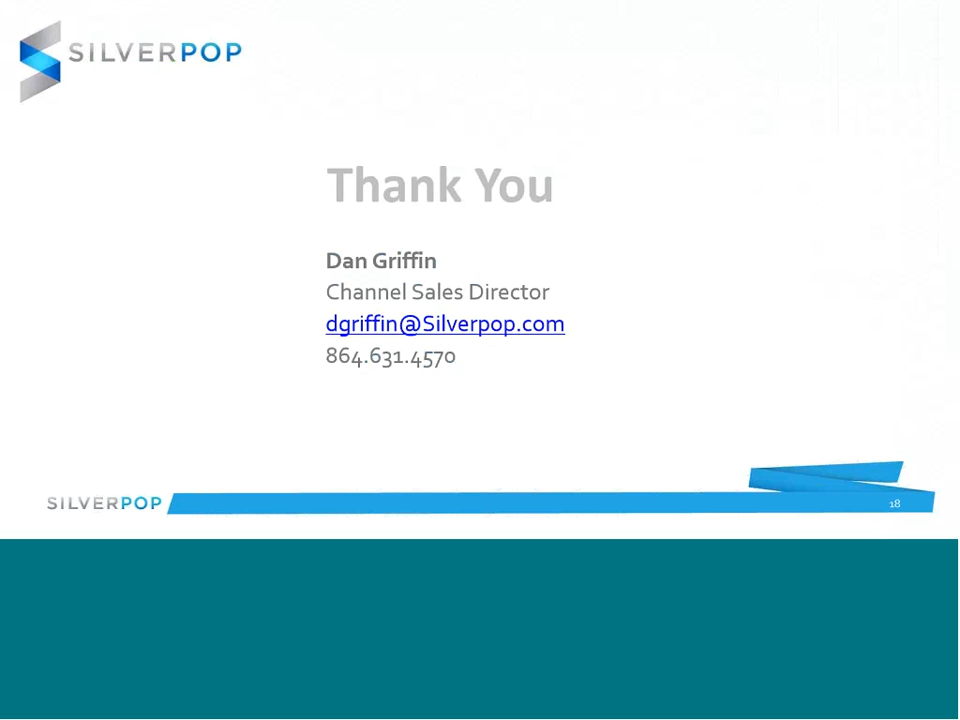 SILVERPOP
Thank You
Dan Griffin
Channel Sales Director
dgriffin@Silverpop.com
864.631.4570
SILVERPOP
18